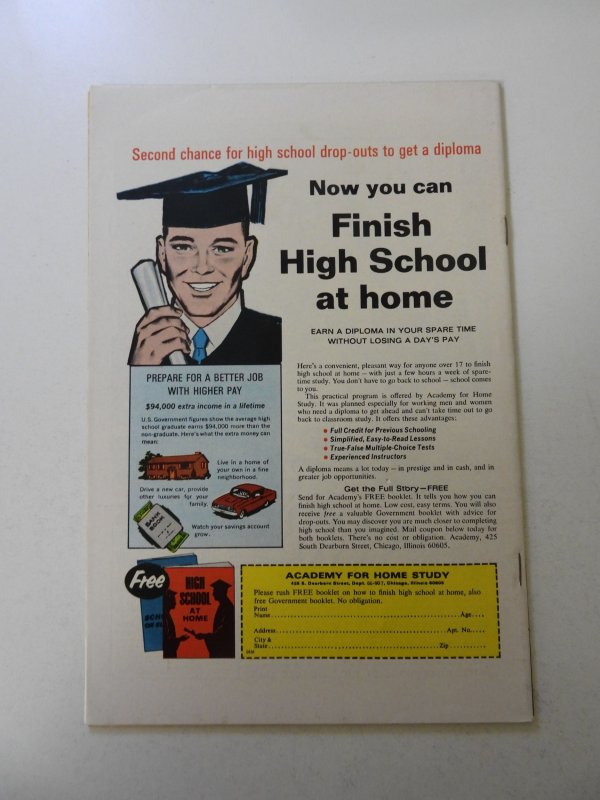 Second chance for high school drop-outs to get a diploma
Now you can
Finish
High School
at home
EARN A DIPLOMA IN YOUR SPARE TIME
WITHOUT LOSING A DAY'S PAY
Here's a convenient, pleasant way for anyone over 17 to finish
high school at home — with just a few hours a week of spare-
time study. You don't have to go back to school — school comes
to you.
This practical program is offered by Academy for Home
Study. It was planned especially for working men and women
who need a diploma to get ahead and can't take time out to go
back to classroom study. It offers these advantages:
• Full Credit for Previous Schooling
• Simplified, Easy-to-Read Lessons
• True-False Multiple-Choice Tests
• Experienced Instructors
A diploma means a lot today — in prestige and in cash, and in
greater job opportunities.
Get the Full Story—FREE
Send for Academy's FREE booklet. It tells you how you can
finish high school at home. Low cost, easy terms. You will also
receive free a valuable Government booklet with advice for
drop-outs. You may discover you are much closer to completing
high school than you imagined. Mail coupon below today for
both booklets. There's no cost or obligation. Academy, 425
South Dearborn Street, Chicago, Illinois 60605.
PREPARE FOR A BETTER JOB
WITH HIGHER PAY
$94,000 extra income in a lifetime
U.S. Government figures show the average high
school graduate earns $94,000 more than the
non-graduate. Here's what the extra money can
mean:
Live in a home of
your own in a fine
neighborhood.
Drive a new car, provide
other luxuries for your
family.
BANK
BOOK
Watch your savings account
grow.
Free
HIGH
SCHOOL
AT
HOME
ACADEMY FOR HOME STUDY
425 S. Dearborn Street, Dept. Chicago, Illinois 60605
Please rush FREE booklet on how to finish high school at home, also
free Government booklet. No obligation.
Print
Name Age
Address Apt. No.
City &
State Zip